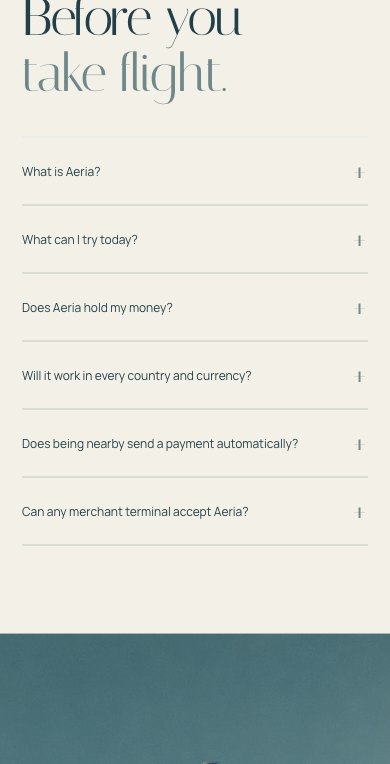 Before you
take flight.
What is Aeria?
What can I try today?
Does Aeria hold my money?
Will it work in every country and currency?
Does being nearby send a payment automatically?
Can any merchant terminal accept Aeria?